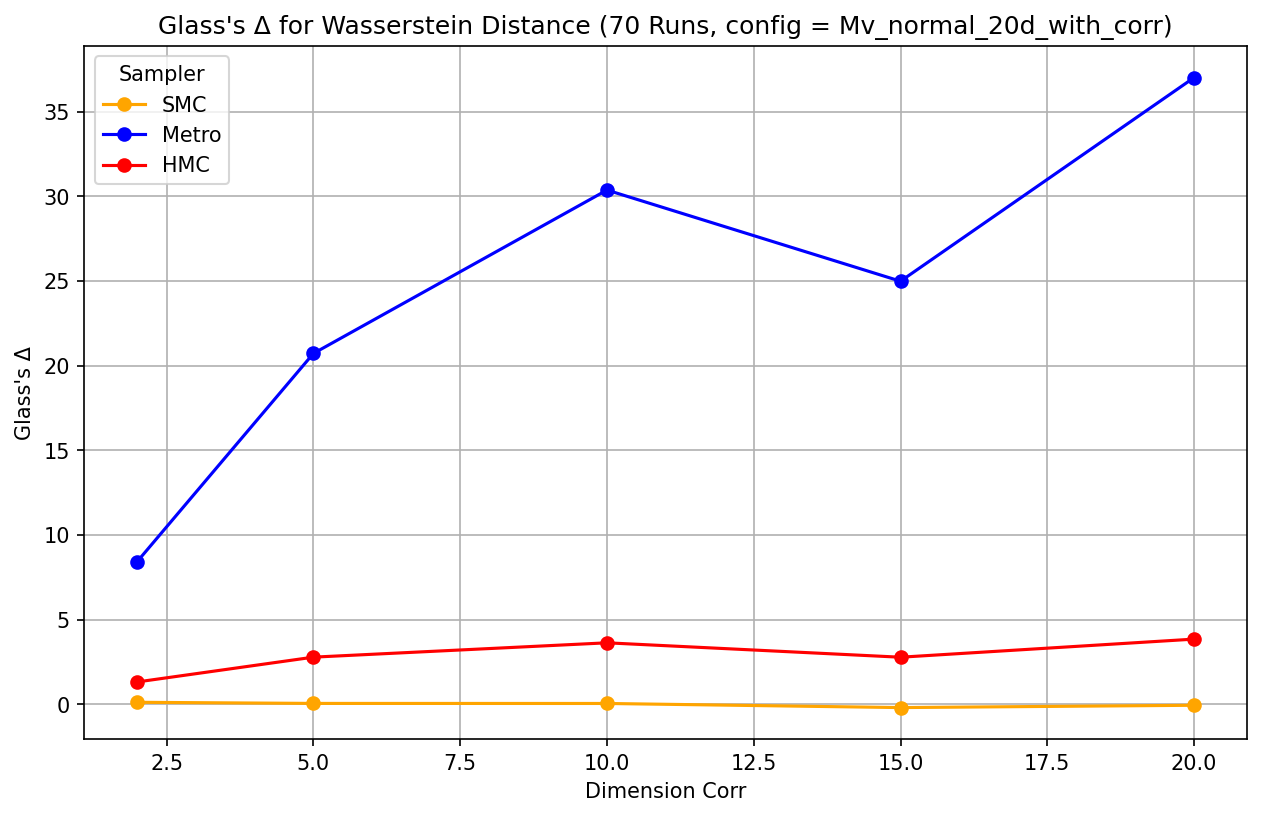 Glass's Δ for Wasserstein Distance (70 Runs, config = Mv_normal_20d_with_corr)
Sampler
SMC
Metro
HMC
Glass's Δ
35
30
25
20
15
10
5
0
2.5
5.0
7.5
10.0
12.5
15.0
17.5
20.0
Dimension Corr